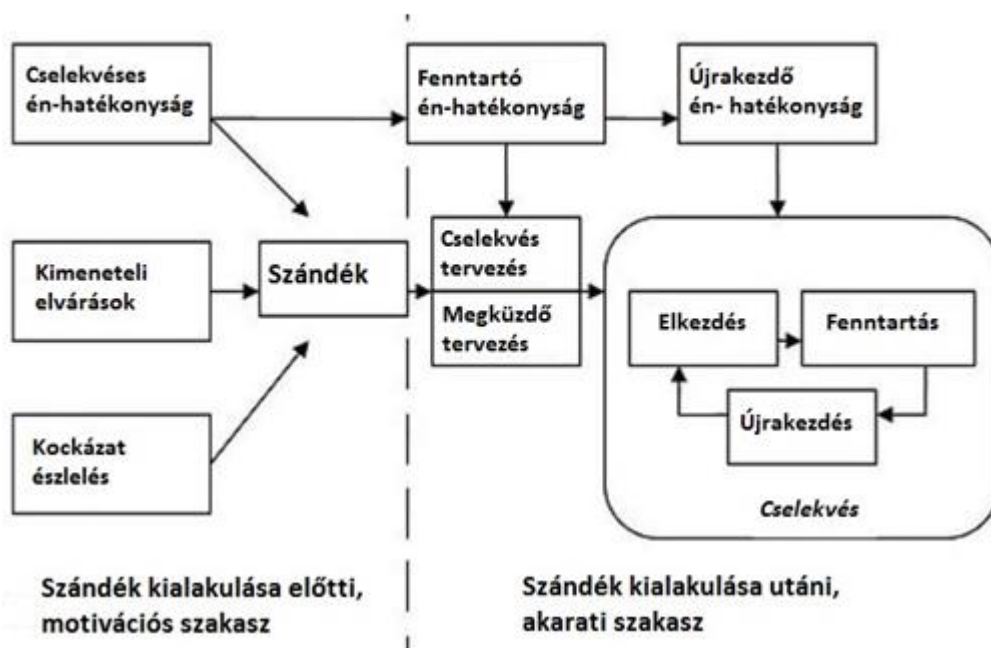 Cselekvéses
én-hatékonyság
Fenntartó
én-hatékonyság
Újrakezdő
én- hatékonyság
Kimeneteli
elvárások
Szándék
Cselekvés
tervezés
Megküzdő
tervezés
Elkezdés
Fenntartás
Újrakezdés
Cselekvés
Kockázat
észlelés
Szándék kialakulása előtti,
motivációs szakasz
Szándék kialakulása utáni,
akarati szakasz